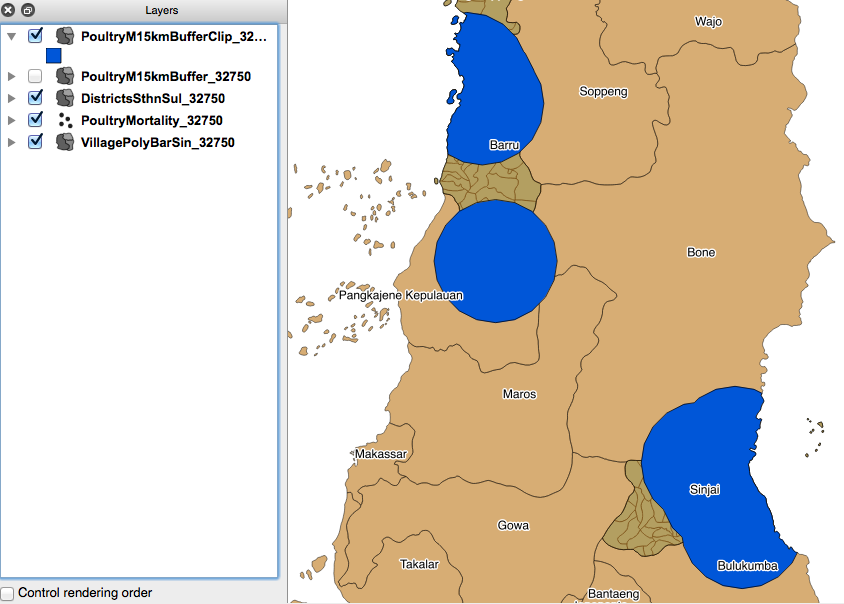 Layers
PoultryM15kmBufferClip_32...
PoultryM15kmBuffer_32750
DistrictsSthnSul_32750
PoultryMortality_32750
VillagePolyBarSin_32750
Control rendering order
Wajo
Soppeng
Barru
Bone
Pangkajene Kepulauan
Maros
Makassar
Sinjai
Gowa
Takalar
Bulukumba
Bantaeng